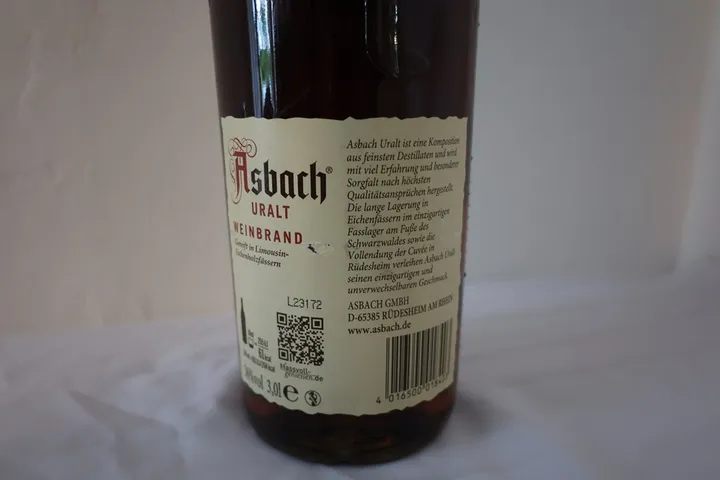 Asbach®
URALT
WEINBRAND
Gereift in Limousin-
Eichenholzfässern
L23172
massvoll-
geniessen.de
3,0l e
Asbach Uralt ist eine Komposition
aus feinsten Destillaten und wird
mit viel Erfahrung und besonderer
Sorgfalt nach höchsten
Qualitätsansprüchen hergestellt.
Die lange Lagerung in
Eichenfässern im einzigartigen
Fasslager am Fuße des
Schwarzwaldes sowie die
Vollendung der Cuvée in
Rüdesheim verleihen Asbach Uralt
seinen einzigartigen und
unverwechselbaren Geschmack.
ASBACH GMBH
D-65385 RÜDESHEIM AM RHEIN
www.asbach.de
4 016500 018